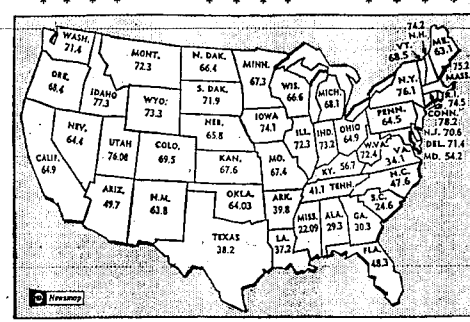 * * * * * * * * * *
WASH.
71.4
ORE.
68.4
CALIF.
64.9
IDAHO
77.3
NEV.
64.4
MONT.
72.3
WYO.
73.3
UTAH
76.08
COLO.
69.5
ARIZ.
49.7
N.M.
63.8
N. DAK.
66.4
S. DAK.
71.9
NEB.
65.8
KAN.
67.6
OKLA.
64.03
TEXAS
38.2
MINN.
67.3
IOWA
74.1
MO.
67.4
ARK.
39.8
LA.
37.2
WIS.
66.6
ILL.
72.3
MICH.
68.1
IND.
73.2
OHIO
64.9
KY. 56.7
41.1 TENN.
MISS.
22.09
ALA.
29.3
GA.
30.3
FLA.
48.3
S.C.
24.6
N.C.
47.6
VA.
34.1
W.VA.
72.4
PENN.
64.5
N.Y.
76.1
VT.
68.5
74.2
N.H.
ME.
63.1
75.2
MASS.
R.I.
74.5
CONN.
78.2
N.J. 70.6
DEL. 71.4
MD. 54.2
Newsmap